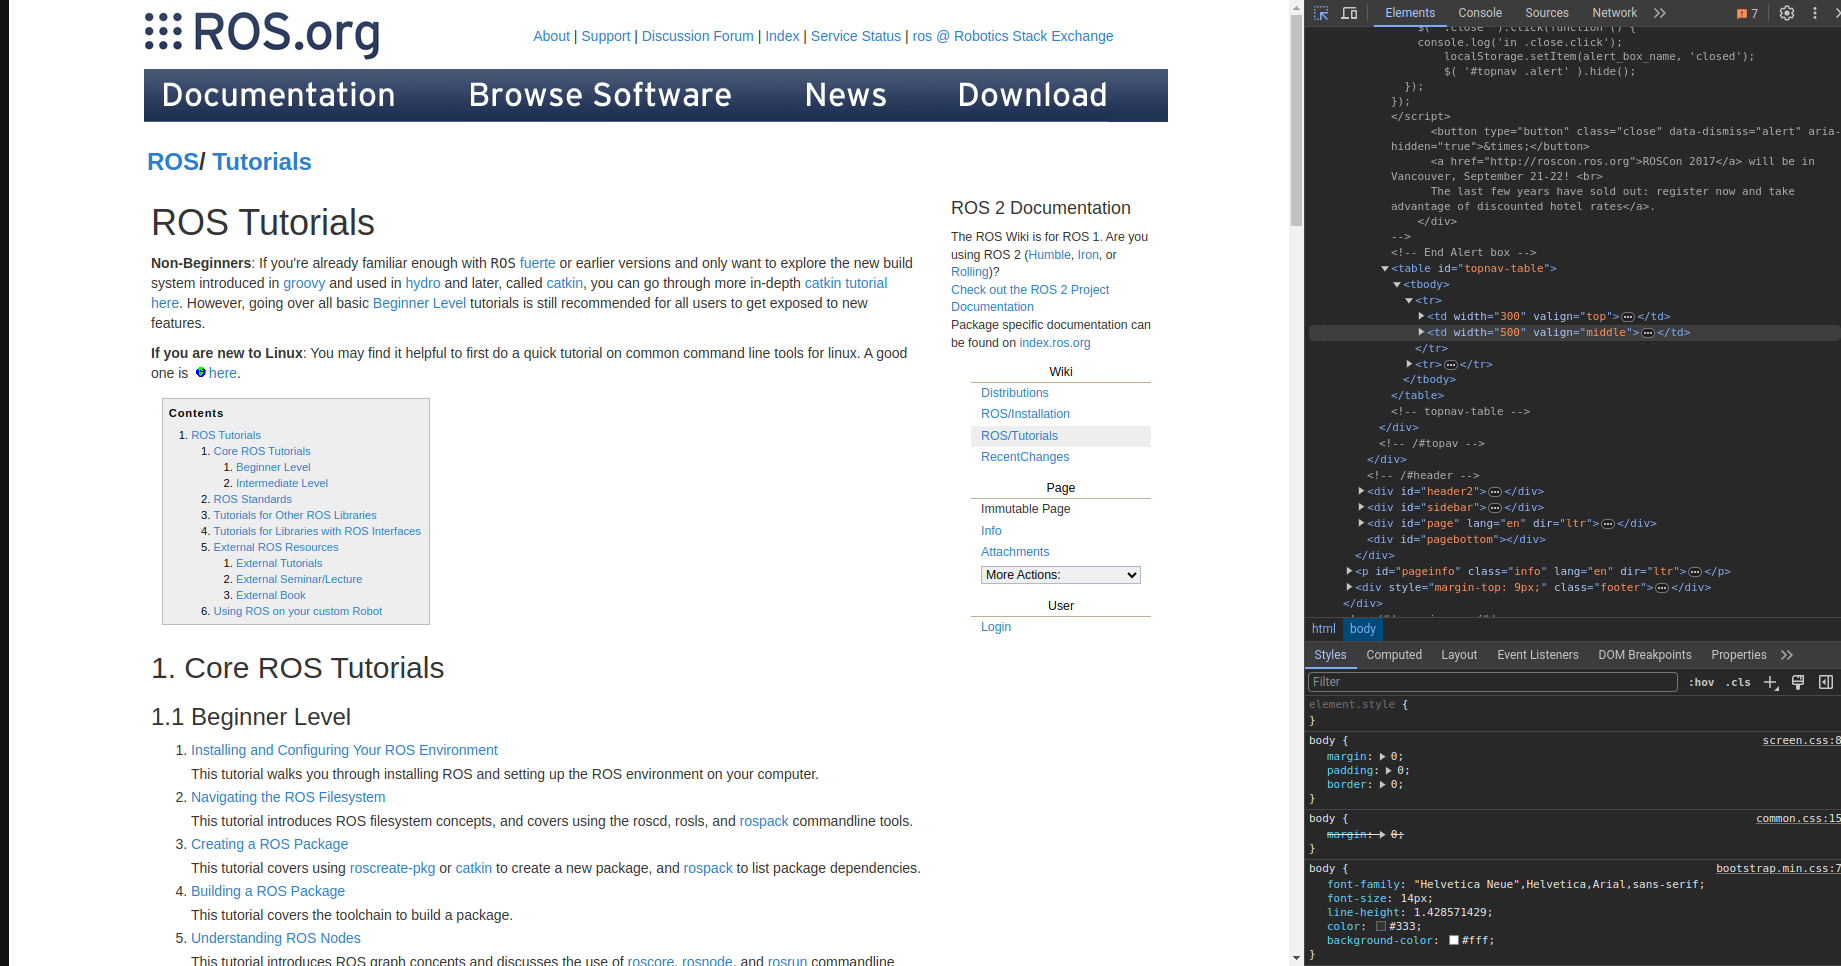 ROS.org
About | Support | Discussion Forum | Index | Service Status | ros @ Robotics Stack Exchange
Documentation Browse Software News Download
ROS/ Tutorials
ROS Tutorials
Non-Beginners: If you're already familiar enough with ROS fuerte or earlier versions and only want to explore the new build
system introduced in groovy and used in hydro and later, called catkin, you can go through more in-depth catkin tutorial
here. However, going over all basic Beginner Level tutorials is still recommended for all users to get exposed to new
features.
If you are new to Linux: You may find it helpful to first do a quick tutorial on common command line tools for linux. A good
one is here.
Contents
1. ROS Tutorials
1. Core ROS Tutorials
1. Beginner Level
2. Intermediate Level
2. ROS Standards
3. Tutorials for Other ROS Libraries
4. Tutorials for Libraries with ROS Interfaces
5. External ROS Resources
1. External Tutorials
2. External Seminar/Lecture
3. External Book
6. Using ROS on your custom Robot
1. Core ROS Tutorials
1.1 Beginner Level
1. Installing and Configuring Your ROS Environment
This tutorial walks you through installing ROS and setting up the ROS environment on your computer.
2. Navigating the ROS Filesystem
This tutorial introduces ROS filesystem concepts, and covers using the roscd, rosls, and rospack commandline tools.
3. Creating a ROS Package
This tutorial covers using roscreate-pkg or catkin to create a new package, and rospack to list package dependencies.
4. Building a ROS Package
This tutorial covers the toolchain to build a package.
5. Understanding ROS Nodes
This tutorial introduces ROS graph concepts and discusses the use of roscore, rosnode, and rosrun commandline
ROS 2 Documentation
The ROS Wiki is for ROS 1. Are you
using ROS 2 (Humble, Iron, or
Rolling)?
Check out the ROS 2 Project
Documentation
Package specific documentation can
be found on index.ros.org
Wiki
Distributions
ROS/Installation
ROS/Tutorials
RecentChanges
Page
Immutable Page
Info
Attachments
More Actions:
User
Login
Elements Console Sources Network 7
$( '.close' ).click(function () {
console.log('in .close.click');
localStorage.setItem(alert_box_name, 'closed');
$( '#topnav .alert' ).hide();
});
});
</script>
<button type="button" class="close" data-dismiss="alert" aria-
hidden="true">&times;</button>
<a href="http://roscon.ros.org">ROSCon 2017</a> will be in
Vancouver, September 21-22! <br>
The last few years have sold out: register now and take
advantage of discounted hotel rates</a>.
</div>
-->
<!-- End Alert box -->
<table id="topnav-table">
<tbody>
<tr>
<td width="300" valign="top">…</td>
<td width="500" valign="middle">…</td>
</tr>
<tr>…</tr>
</tbody>
</table>
<!-- topnav-table -->
</div>
<!-- /#topav -->
</div>
<!-- /#header -->
<div id="header2">…</div>
<div id="sidebar">…</div>
<div id="page" lang="en" dir="ltr">…</div>
<div id="pagebottom"></div>
</div>
<p id="pageinfo" class="info" lang="en" dir="ltr">…</p>
<div style="margin-top: 9px;" class="footer">…</div>
</div>
html body
Styles Computed Layout Event Listeners DOM Breakpoints Properties
Filter :hov .cls
element.style {
}
body { screen.css:8
margin: 0;
padding: 0;
border: 0;
}
body { common.css:15
margin: 0;
}
body { bootstrap.min.css:7
font-family: "Helvetica Neue",Helvetica,Arial,sans-serif;
font-size: 14px;
line-height: 1.428571429;
color: #333;
background-color: #fff;
}